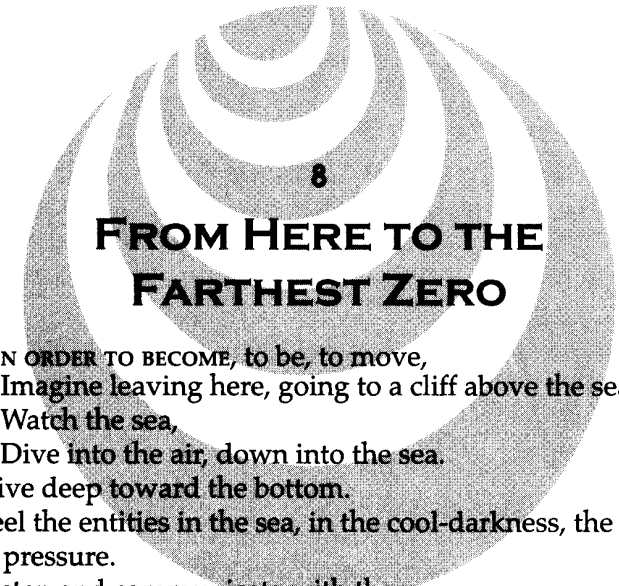 8
FROM HERE TO THE
FARTHEST ZERO
N ORDER TO BECOME, to be, to move,
Imagine leaving here, going to a cliff above the se
Watch the sea,
Dive into the air, down into the sea.
ive deep toward the bottom.
eel the entities in the sea, in the cool-darkness, the
pressure.